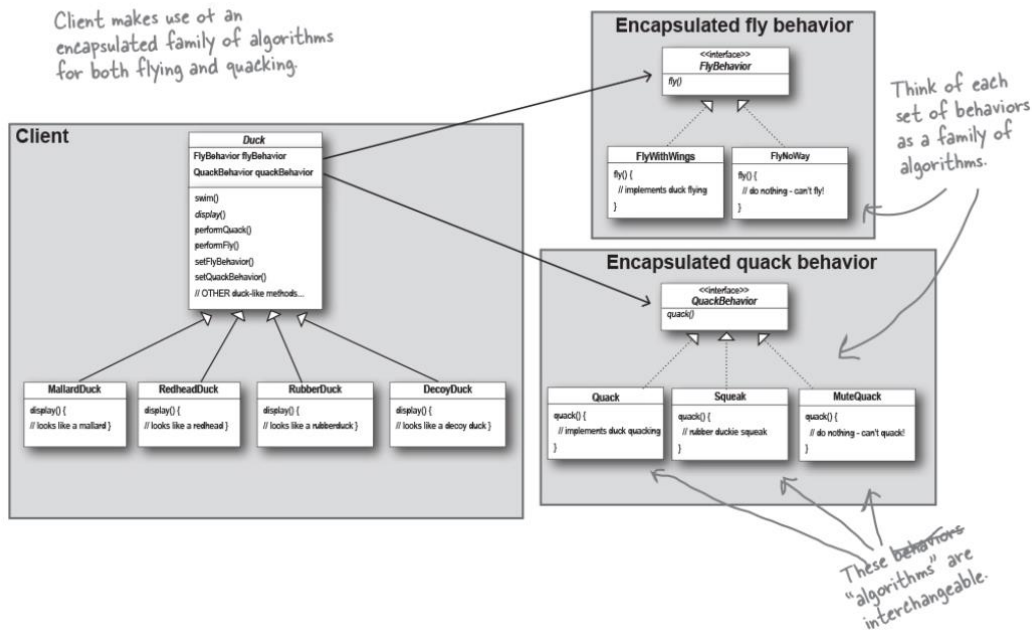 Client makes use of an
encapsulated family of algorithms
for both flying and quacking.
Client
Duck
FlyBehavior flyBehavior
QuackBehavior quackBehavior
swim()
display()
performQuack()
performFly()
setFlyBehavior()
setQuackBehavior()
// OTHER duck-like methods...
MallardDuck
display() {
// looks like a mallard }
RedheadDuck
display() {
// looks like a redhead }
RubberDuck
display() {
// looks like a rubberduck }
DecoyDuck
display() {
// looks like a decoy duck }
Encapsulated fly behavior
<<interface>>
FlyBehavior
fly()
FlyWithWings
fly() {
// implements duck flying
}
FlyNoWay
fly() {
// do nothing - can't fly!
}
Think of each
set of behaviors
as a family of
algorithms.
Encapsulated quack behavior
<<interface>>
QuackBehavior
quack()
Quack
quack() {
// implements duck quacking
}
Squeak
quack() {
// rubber duckie squeak
}
MuteQuack
quack() {
// do nothing - can't quack!
}
These behaviors
“algorithms” are
interchangeable.